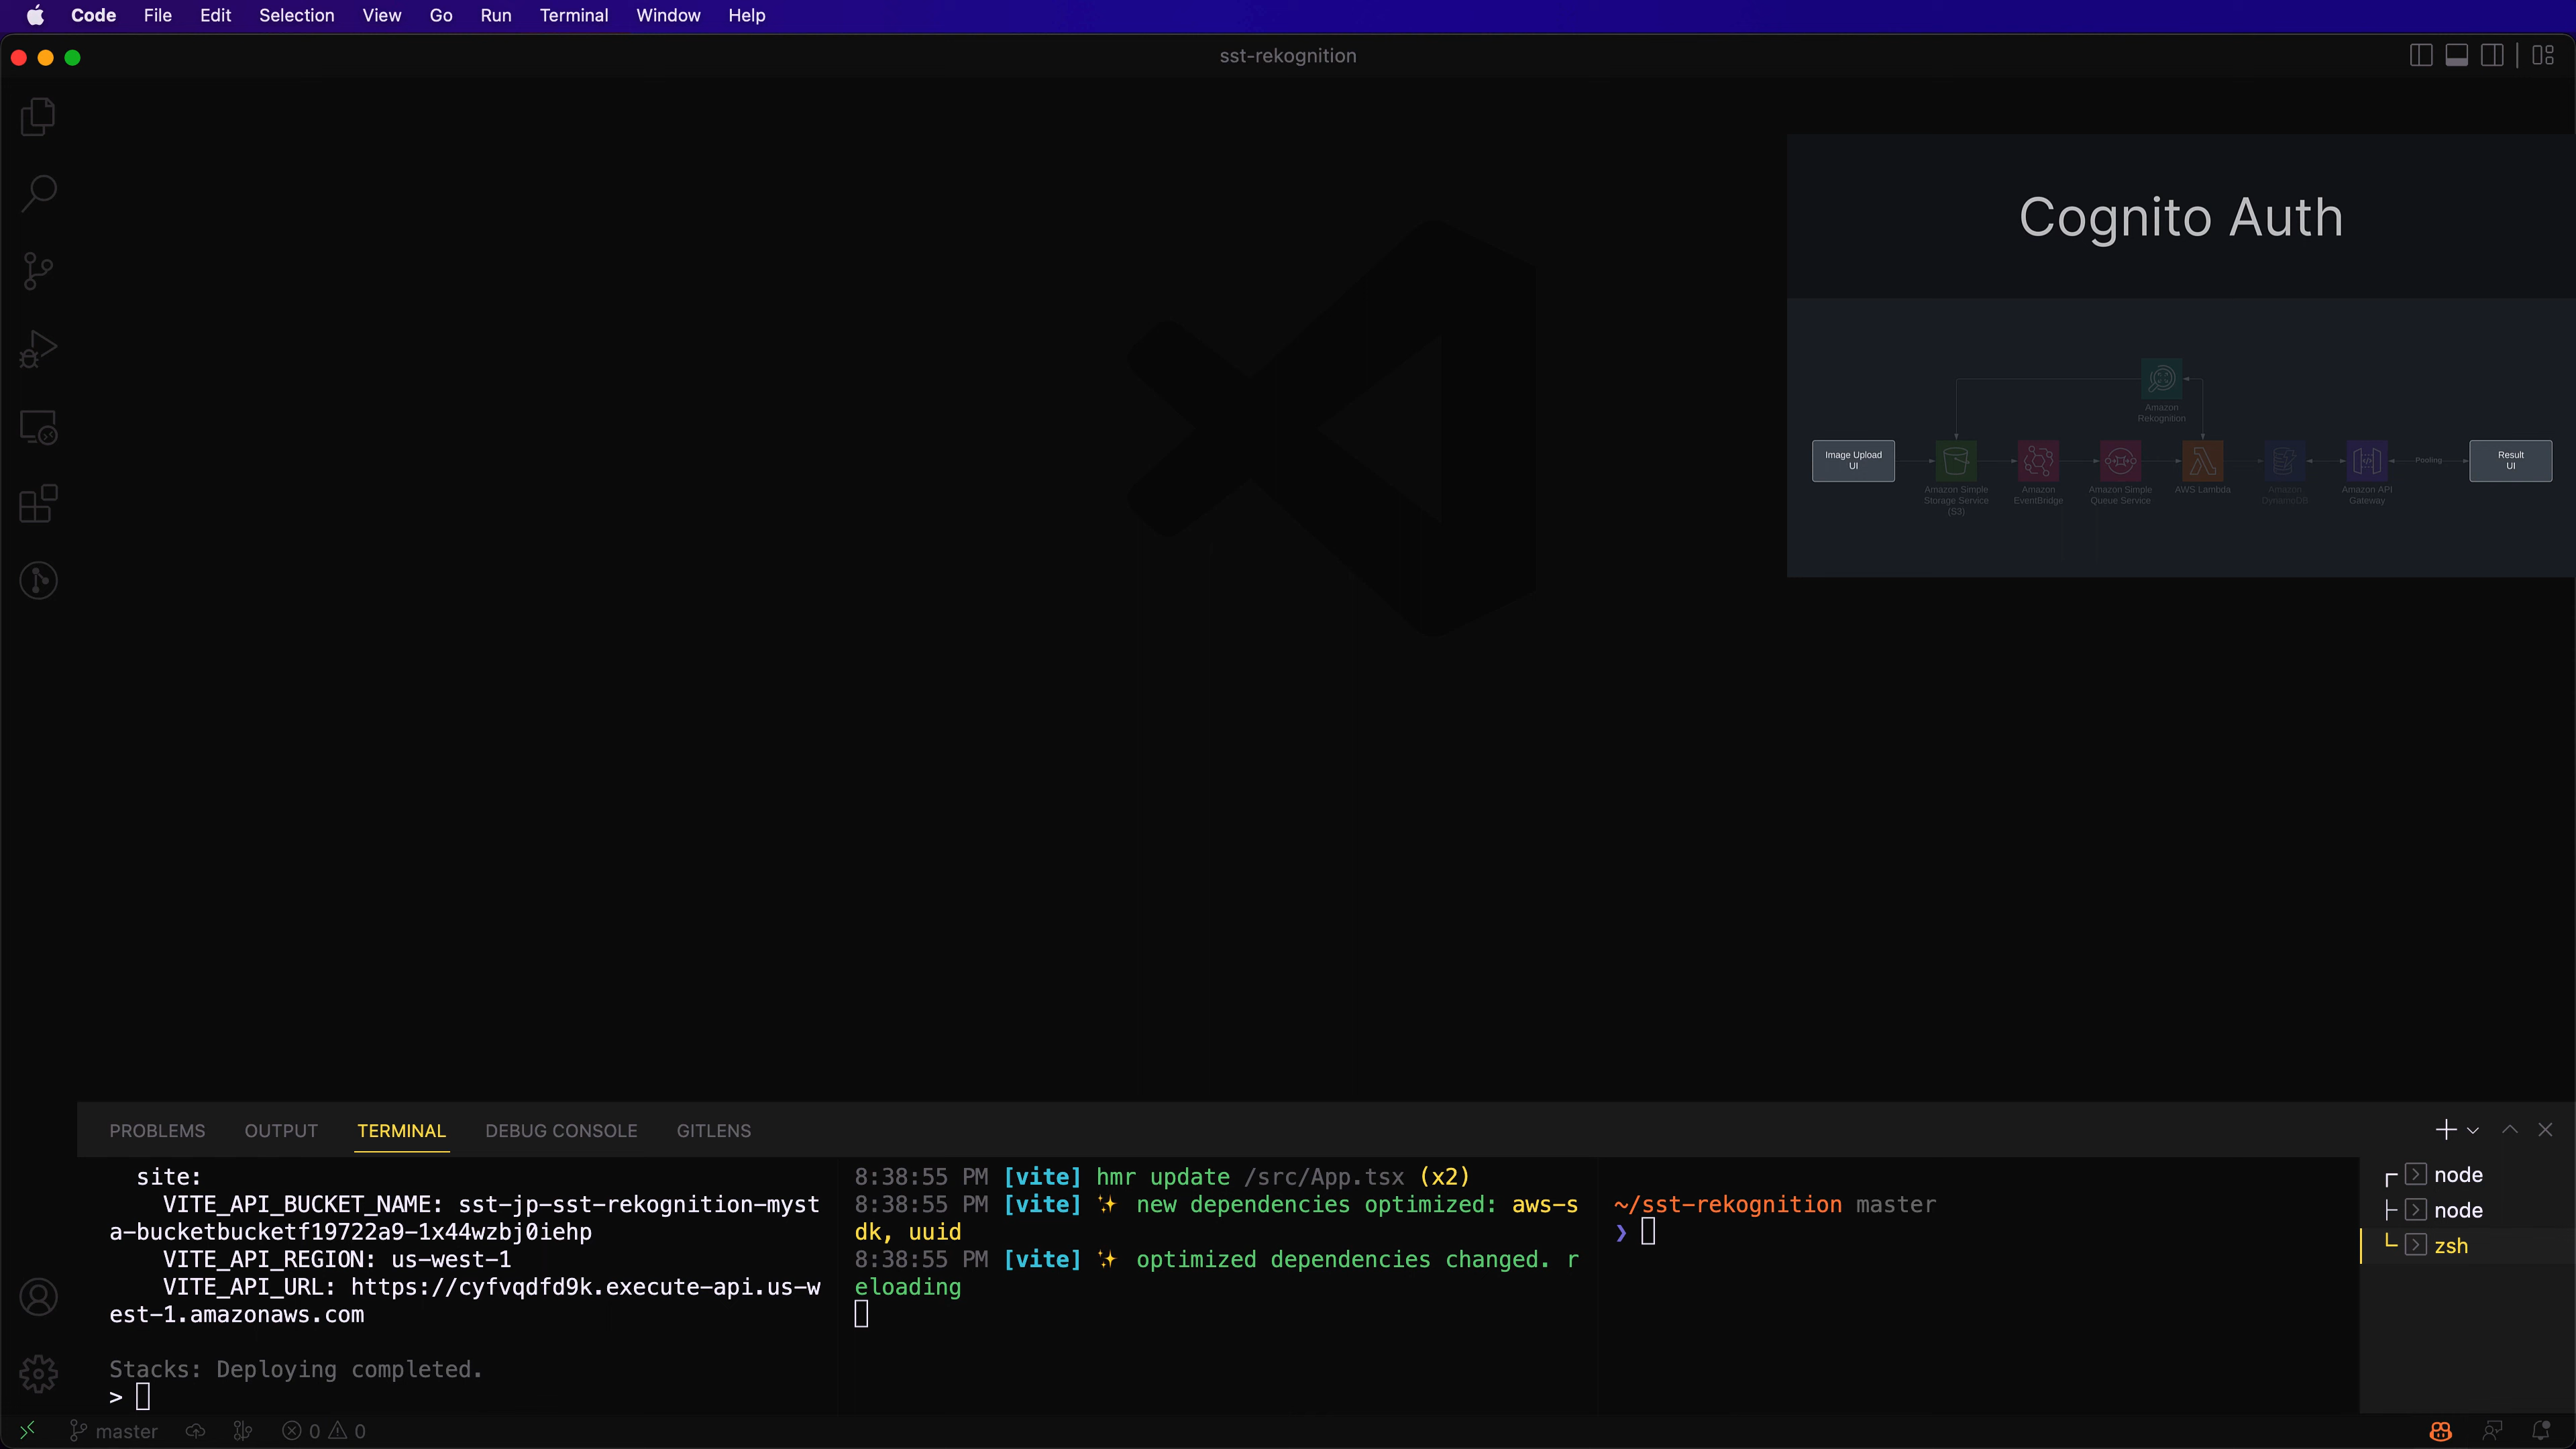 Code File Edit Selection View Go Run Terminal Window Help
sst-rekognition
Cognito Auth
Amazon
Rekognition
Image Upload
UI
Amazon Simple
Storage Service
(S3)
Amazon
EventBridge
Amazon Simple
Queue Service
AWS Lambda
Amazon
DynamoDB
Amazon API
Gateway
Pooling
Result
UI
PROBLEMS OUTPUT TERMINAL DEBUG CONSOLE GITLENS
site:
VITE_API_BUCKET_NAME: sst-jp-sst-rekognition-myst
a-bucketbucketf19722a9-1x44wzbj0iehp
VITE_API_REGION: us-west-1
VITE_API_URL: https://cyfvqdfd9k.execute-api.us-w
est-1.amazonaws.com
Stacks: Deploying completed.
>
8:38:55 PM [vite] hmr update /src/App.tsx (x2)
8:38:55 PM [vite] ✨ new dependencies optimized: aws-s
dk, uuid
8:38:55 PM [vite] ✨ optimized dependencies changed. r
eloading
~/sst-rekognition master
❯
node
node
zsh
master 0 0